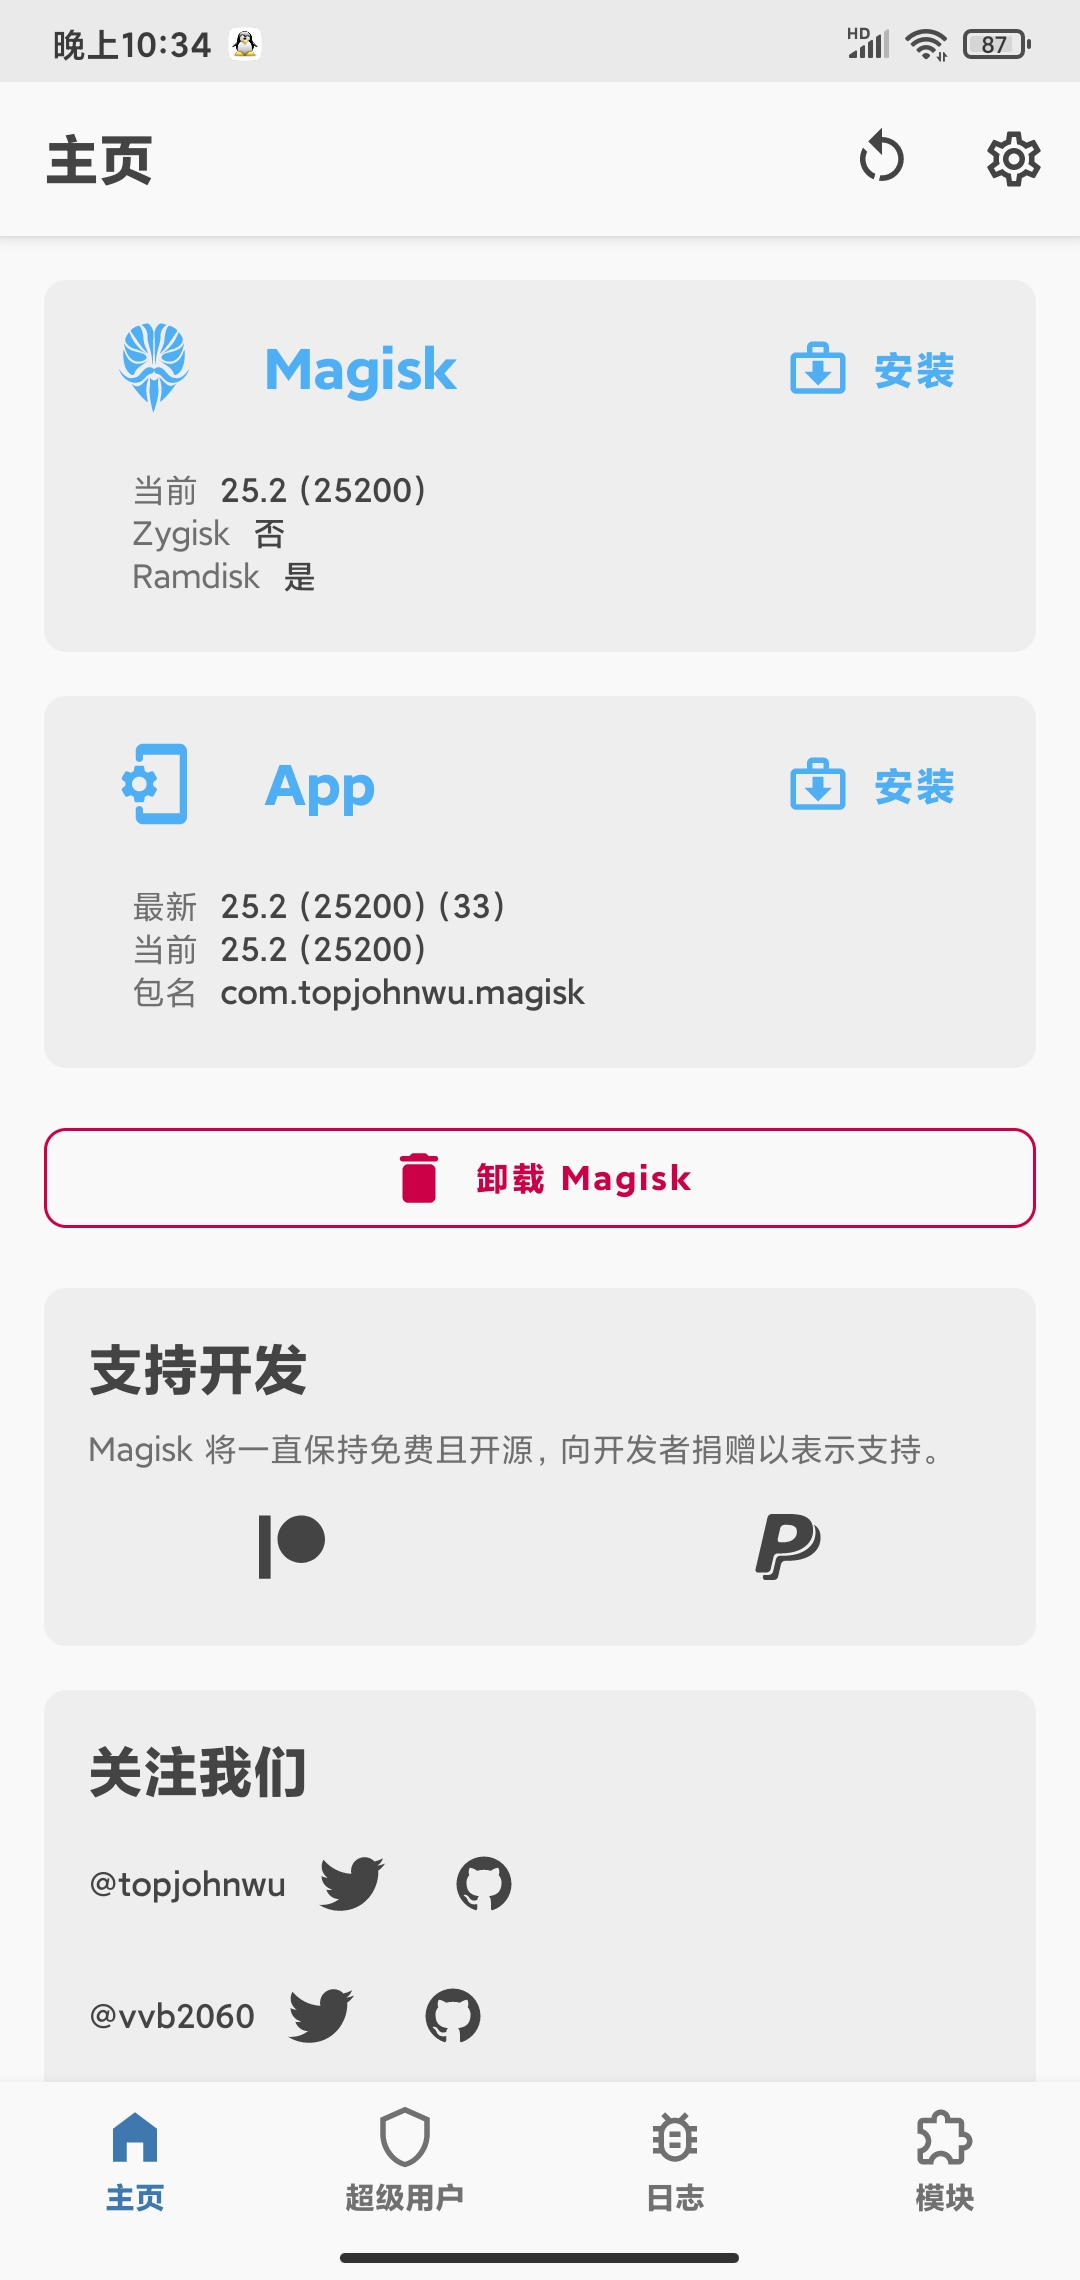 晚上10:34
HD
87
主页
Magisk
安装
当前 25.2 (25200)
Zygisk 否
Ramdisk 是
App
安装
最新 25.2 (25200) (33)
当前 25.2 (25200)
包名 com.topjohnwu.magisk
卸载 Magisk
支持开发
Magisk 将一直保持免费且开源，向开发者捐赠以表示支持。
关注我们
@topjohnwu
@vvb2060
主页 超级用户 日志 模块